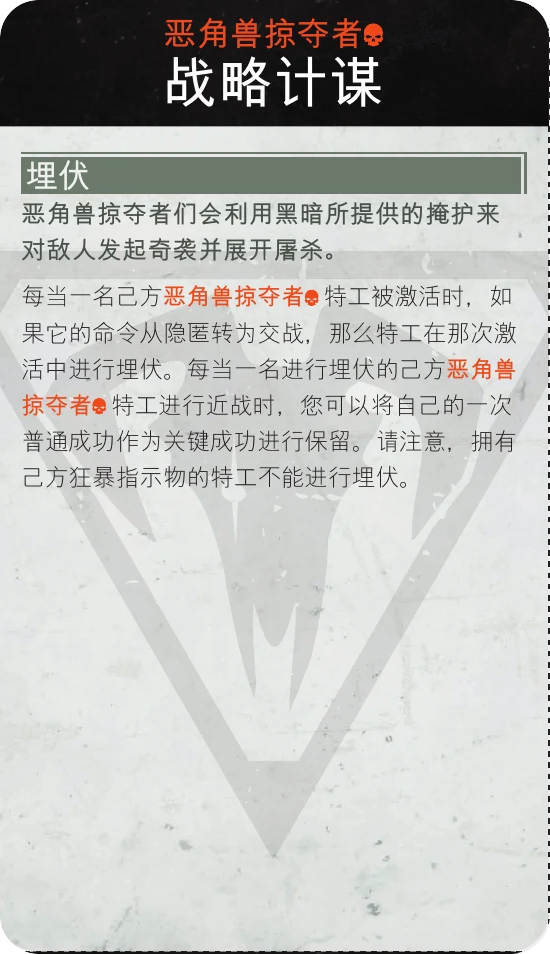 恶角兽掠夺者
战略计谋
埋伏
恶角兽掠夺者们会利用黑暗所提供的掩护来
对敌人发起奇袭并展开屠杀。
每当一名己方恶角兽掠夺者特工被激活时，如
果它的命令从隐匿转为交战，那么特工在那次激
活中进行埋伏。每当一名进行埋伏的己方恶角兽
掠夺者特工进行近战时，您可以将自己的一次
普通成功作为关键成功进行保留。请注意，拥有
己方狂暴指示物的特工不能进行埋伏。